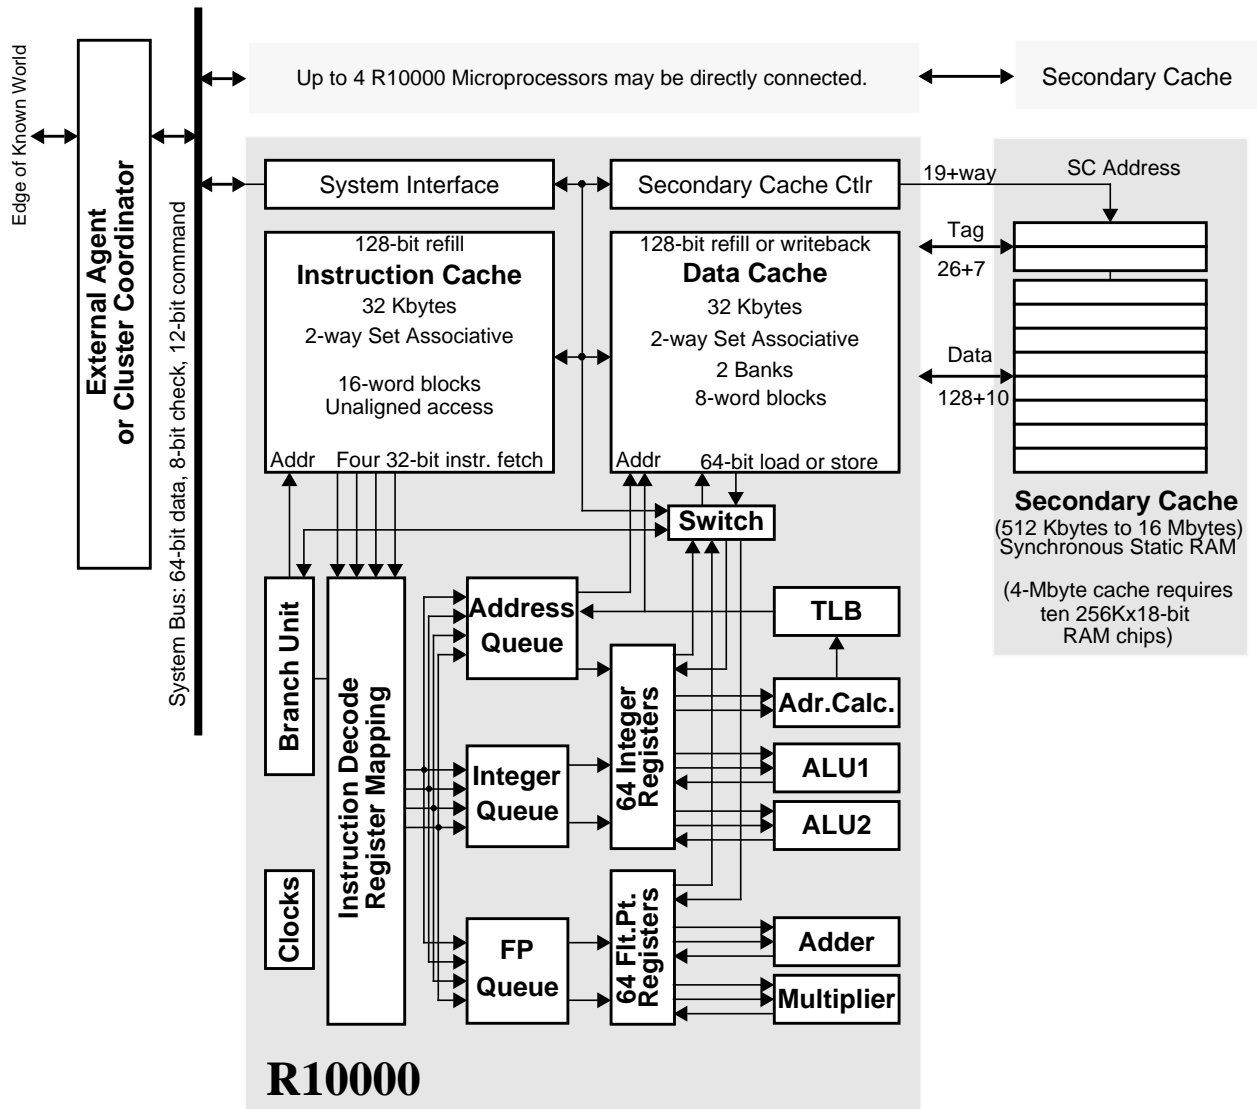 Edge of Known World
External Agent
or Cluster Coordinator
System Bus: 64-bit data, 8-bit check, 12-bit command
Up to 4 R10000 Microprocessors may be directly connected.
Secondary Cache
System Interface
Secondary Cache Ctlr
19+way
SC Address
128-bit refill
Instruction Cache
32 Kbytes
2-way Set Associative
16-word blocks
Unaligned access
Addr
Four 32-bit instr. fetch
128-bit refill or writeback
Data Cache
32 Kbytes
2-way Set Associative
2 Banks
8-word blocks
Addr
64-bit load or store
Tag
26+7
Data
128+10
Secondary Cache
(512 Kbytes to 16 Mbytes)
Synchronous Static RAM
(4-Mbyte cache requires
ten 256Kx18-bit
RAM chips)
Switch
Branch Unit
Clocks
Instruction Decode
Register Mapping
Address
Queue
Integer
Queue
FP
Queue
64 Integer
Registers
64 Flt.Pt.
Registers
TLB
Adr.Calc.
ALU1
ALU2
Adder
Multiplier
R10000